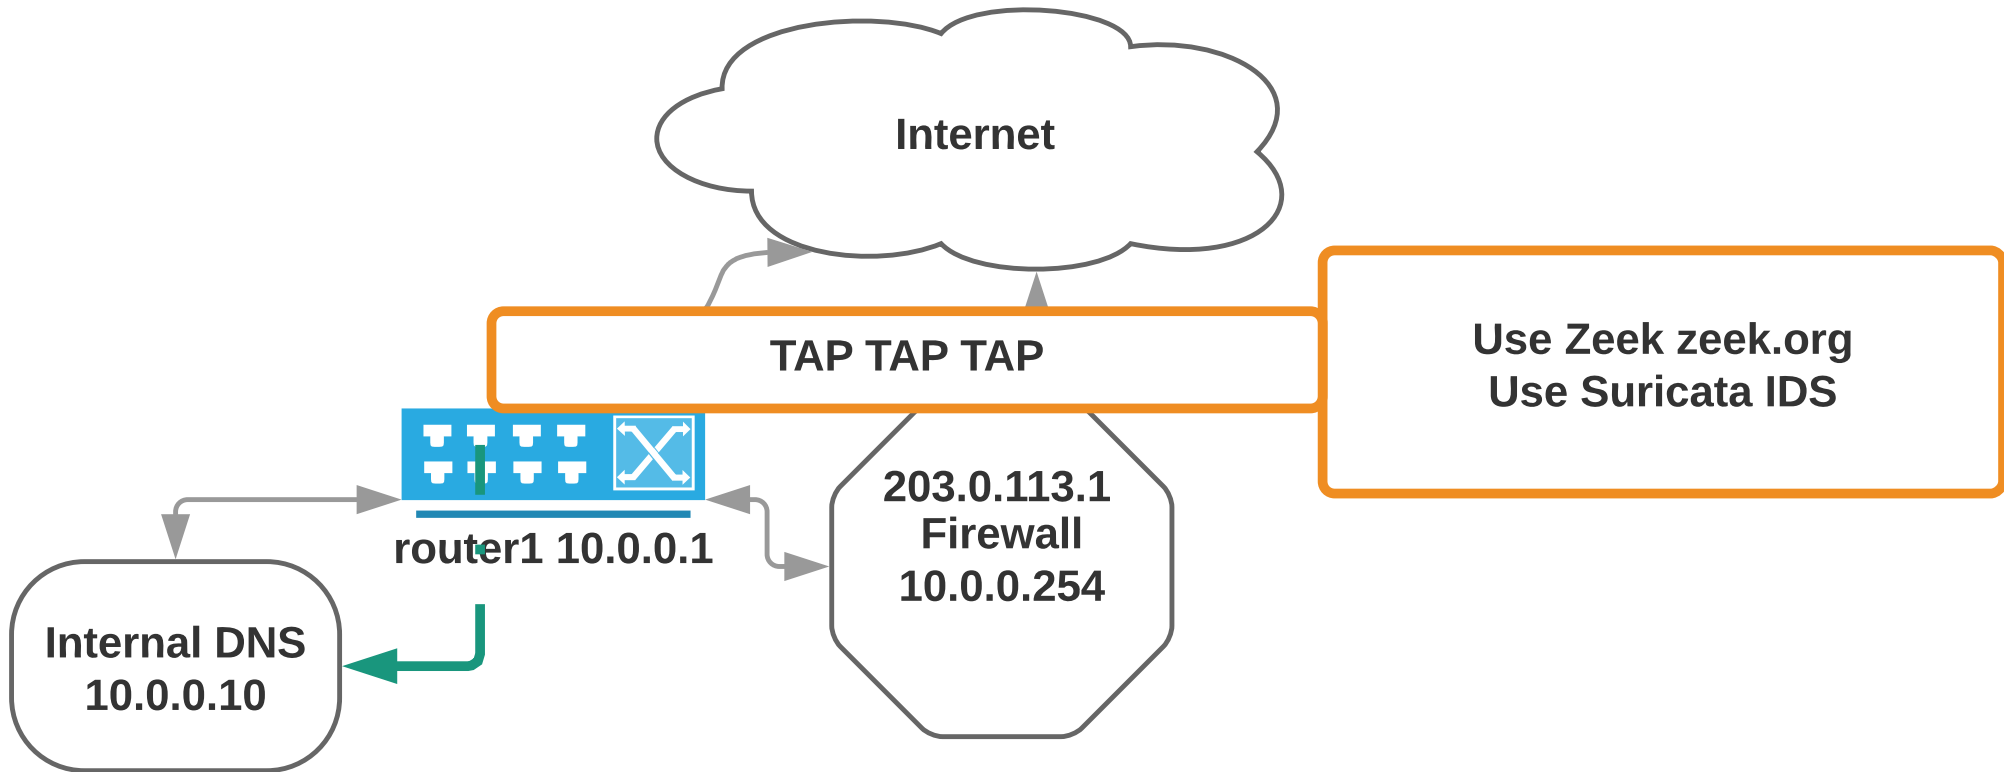 Internet
TAP TAP TAP
Use Zeek zeek.org
Use Suricata IDS
203.0.113.1
Firewall
10.0.0.254
router1 10.0.0.1
Internal DNS
10.0.0.10